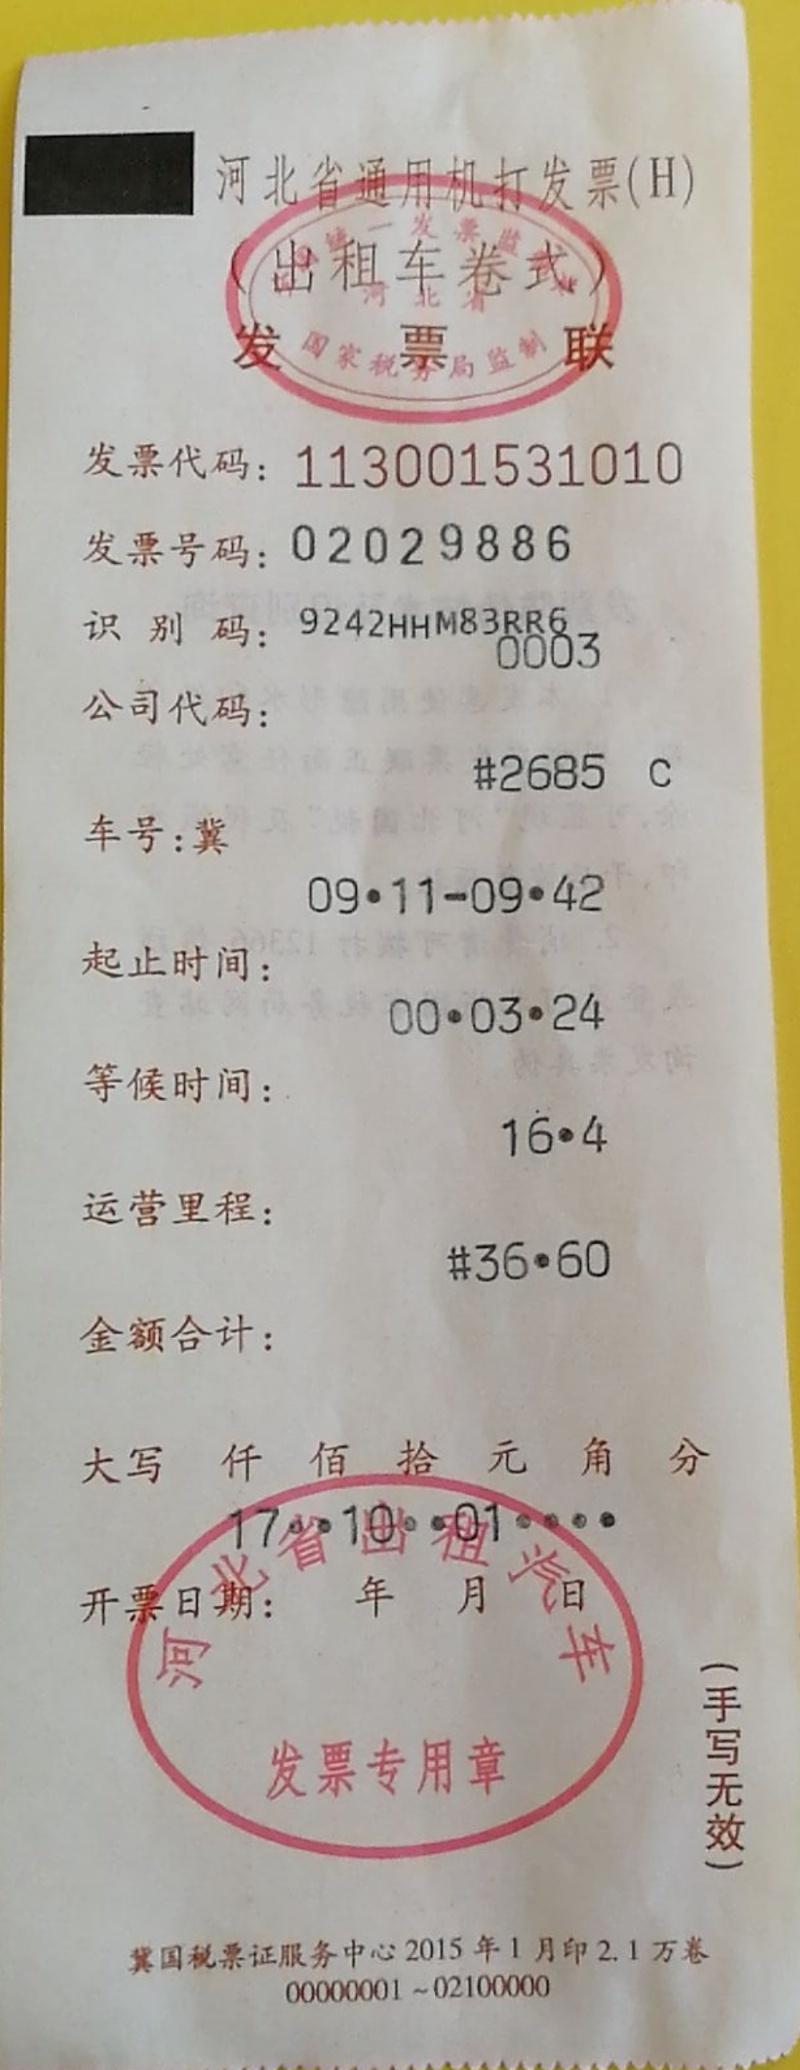 河北省通用机打发票(H)
(出租车卷式)
发 票 联
全国统一发票监制章
河北省
国家税务局监制
发票代码: 113001531010
发票号码: 02029886
识别码: 9242HHM83RR6
0003
公司代码:
#2685 C
车号:冀
09•11-09•42
起止时间:
00•03•24
等候时间:
16•4
运营里程:
#36•60
金额合计:
大写 仟 佰 拾 元 角 分
17••10••01••••
开票日期: 年 月 日
河北省出租汽车
发票专用章
(手写无效)
冀国税票证服务中心 2015 年 1 月印 2.1 万卷
00000001~02100000